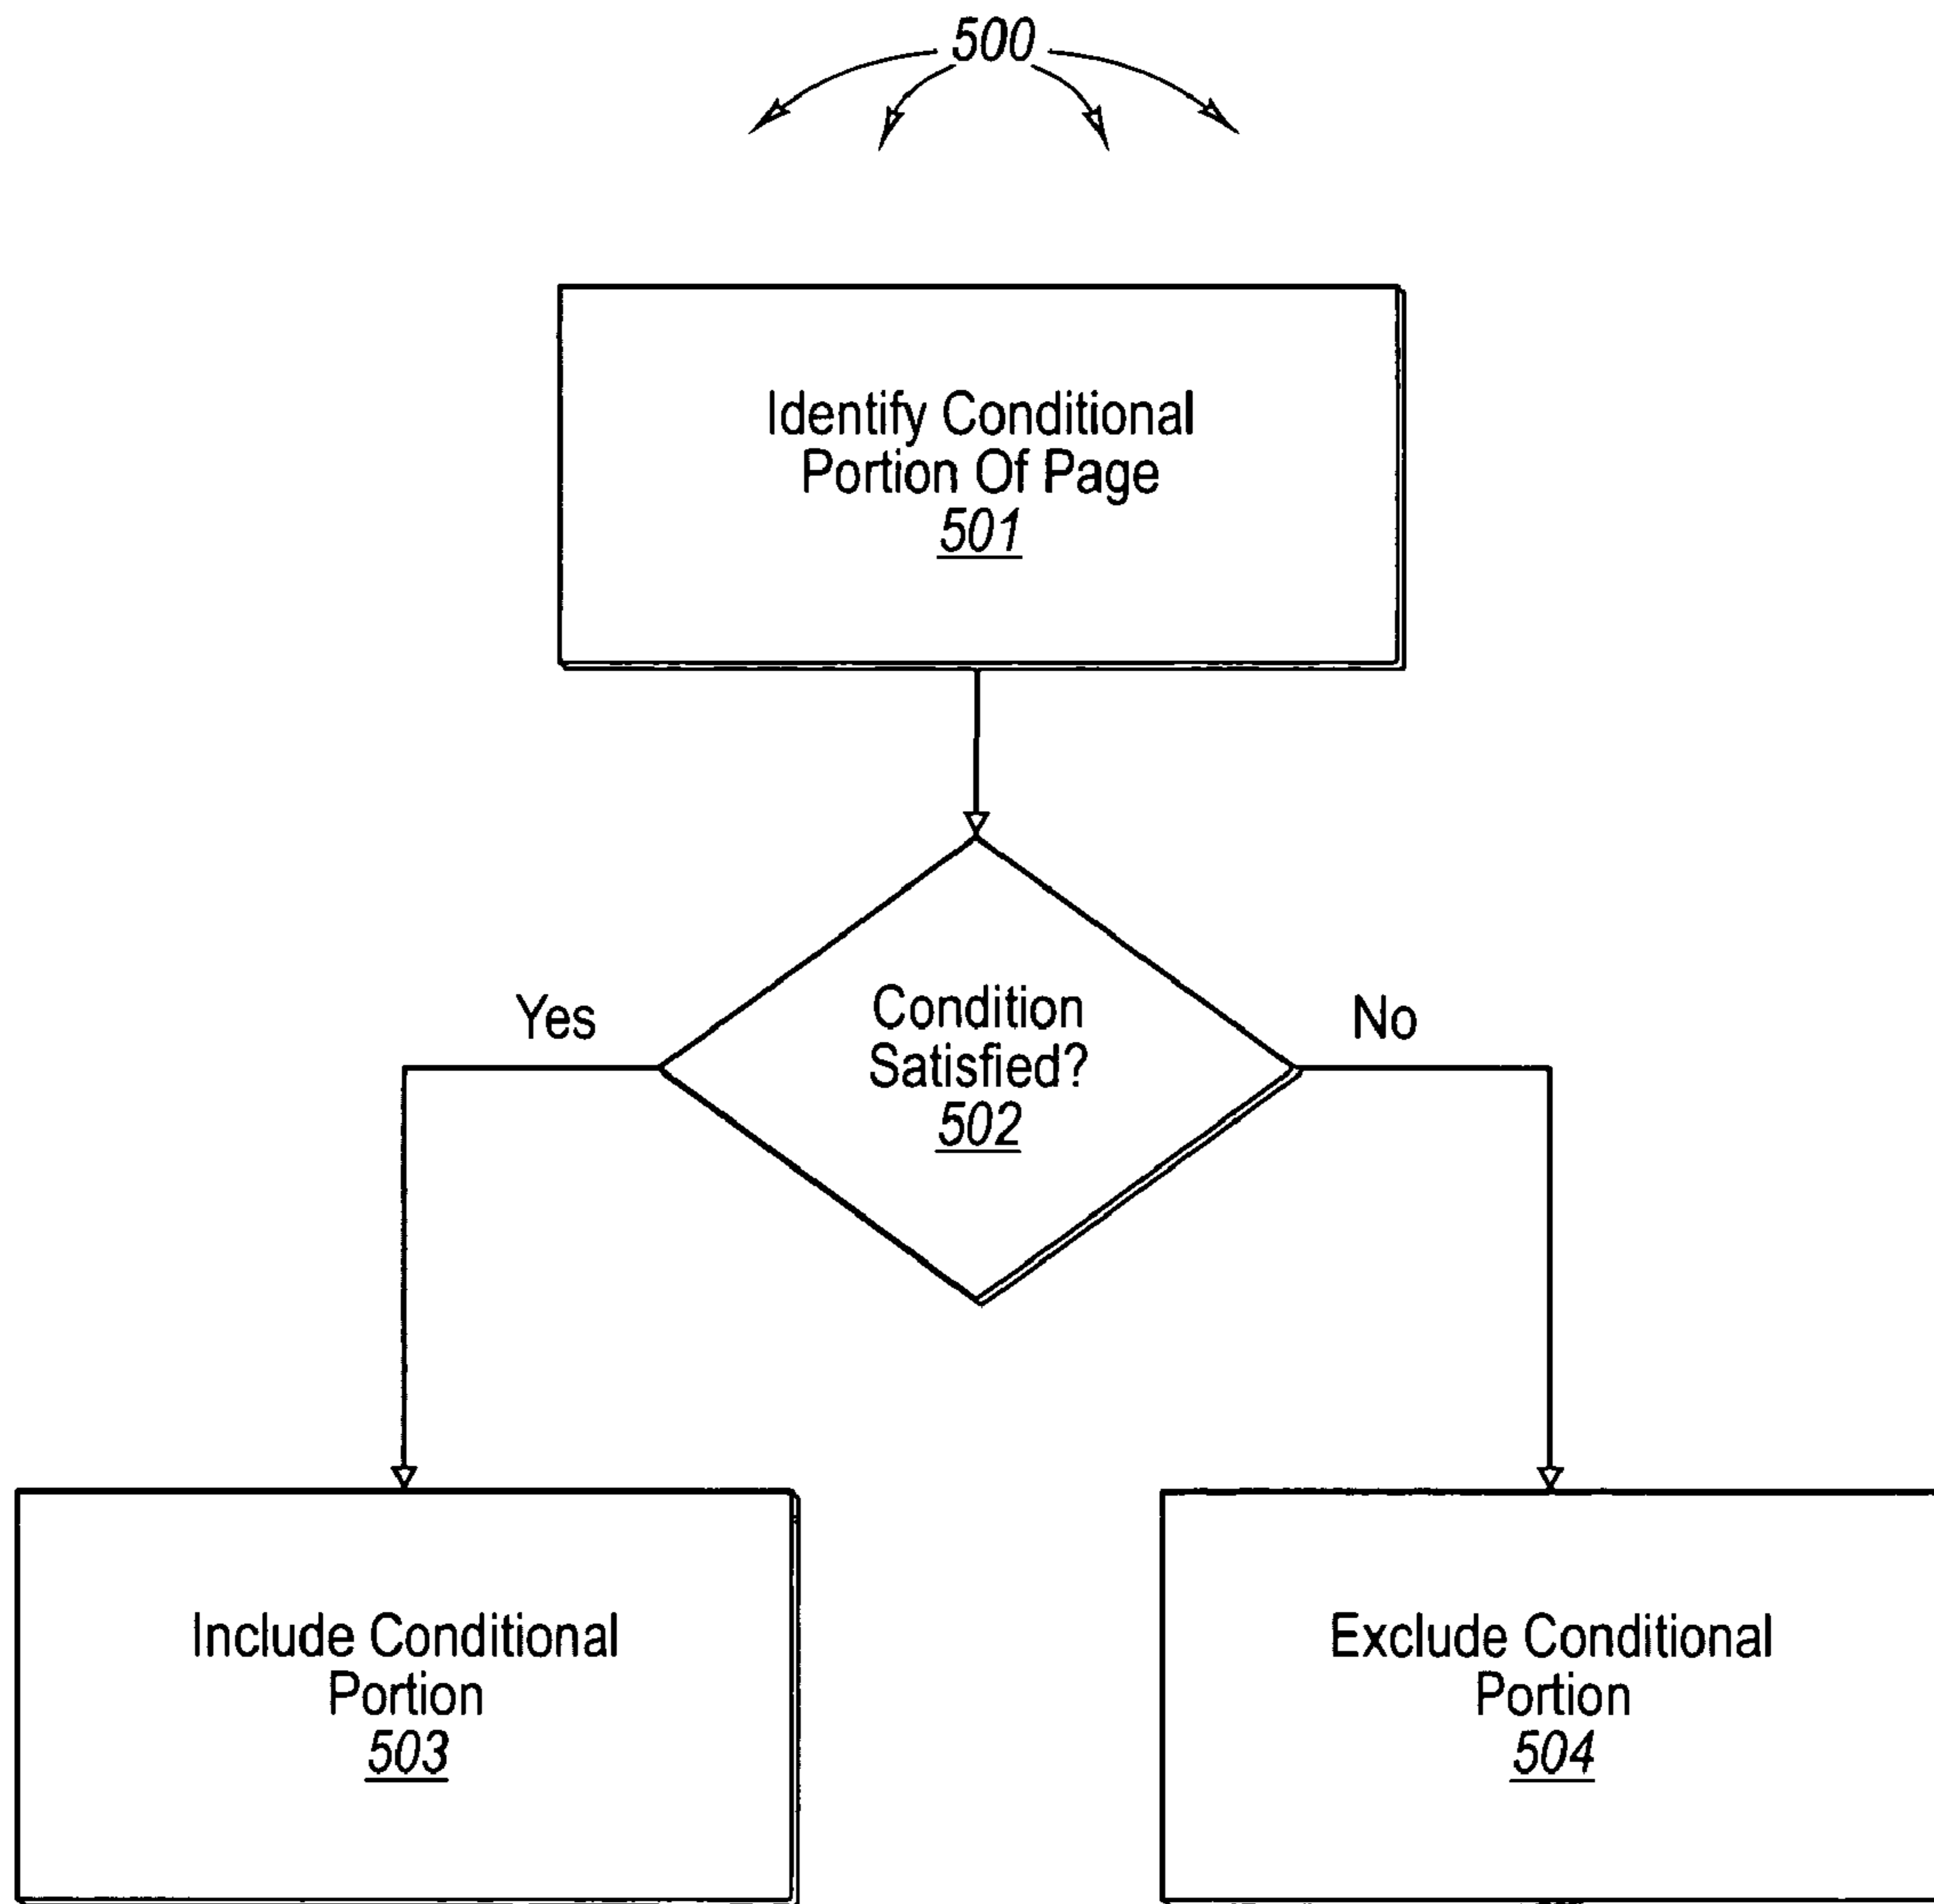 500
Identify Conditional
Portion Of Page
501
Yes
Condition
Satisfied?
502
No
Include Conditional
Portion
503
Exclude Conditional
Portion
504